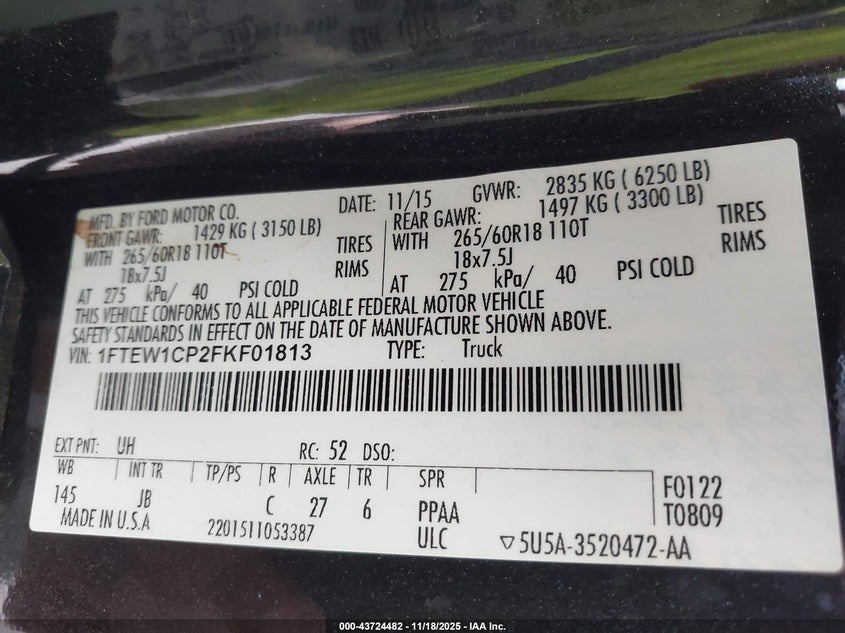 MFD. BY FORD MOTOR CO. DATE: 11/15 GVWR: 2835 KG ( 6250 LB)
FRONT GAWR: 1429 KG ( 3150 LB) REAR GAWR: 1497 KG ( 3300 LB)
WITH 265/60R18 110T TIRES WITH 265/60R18 110T TIRES
18x7.5J RIMS 18x7.5J RIMS
AT 275 kPa/ 40 PSI COLD AT 275 kPa/ 40 PSI COLD
THIS VEHICLE CONFORMS TO ALL APPLICABLE FEDERAL MOTOR VEHICLE
SAFETY STANDARDS IN EFFECT ON THE DATE OF MANUFACTURE SHOWN ABOVE.
VIN: 1FTEW1CP2FKF01813 TYPE: Truck
EXT PNT: UH RC: 52 DSO:
WB INT TR TP/PS R AXLE TR SPR
145 JB C 27 6 PPAA F0122
MADE IN U.S.A 2201511053387 ULC T0809
▽5U5A-3520472-AA
000-43724482 - 11/18/2025 - IAA Inc.